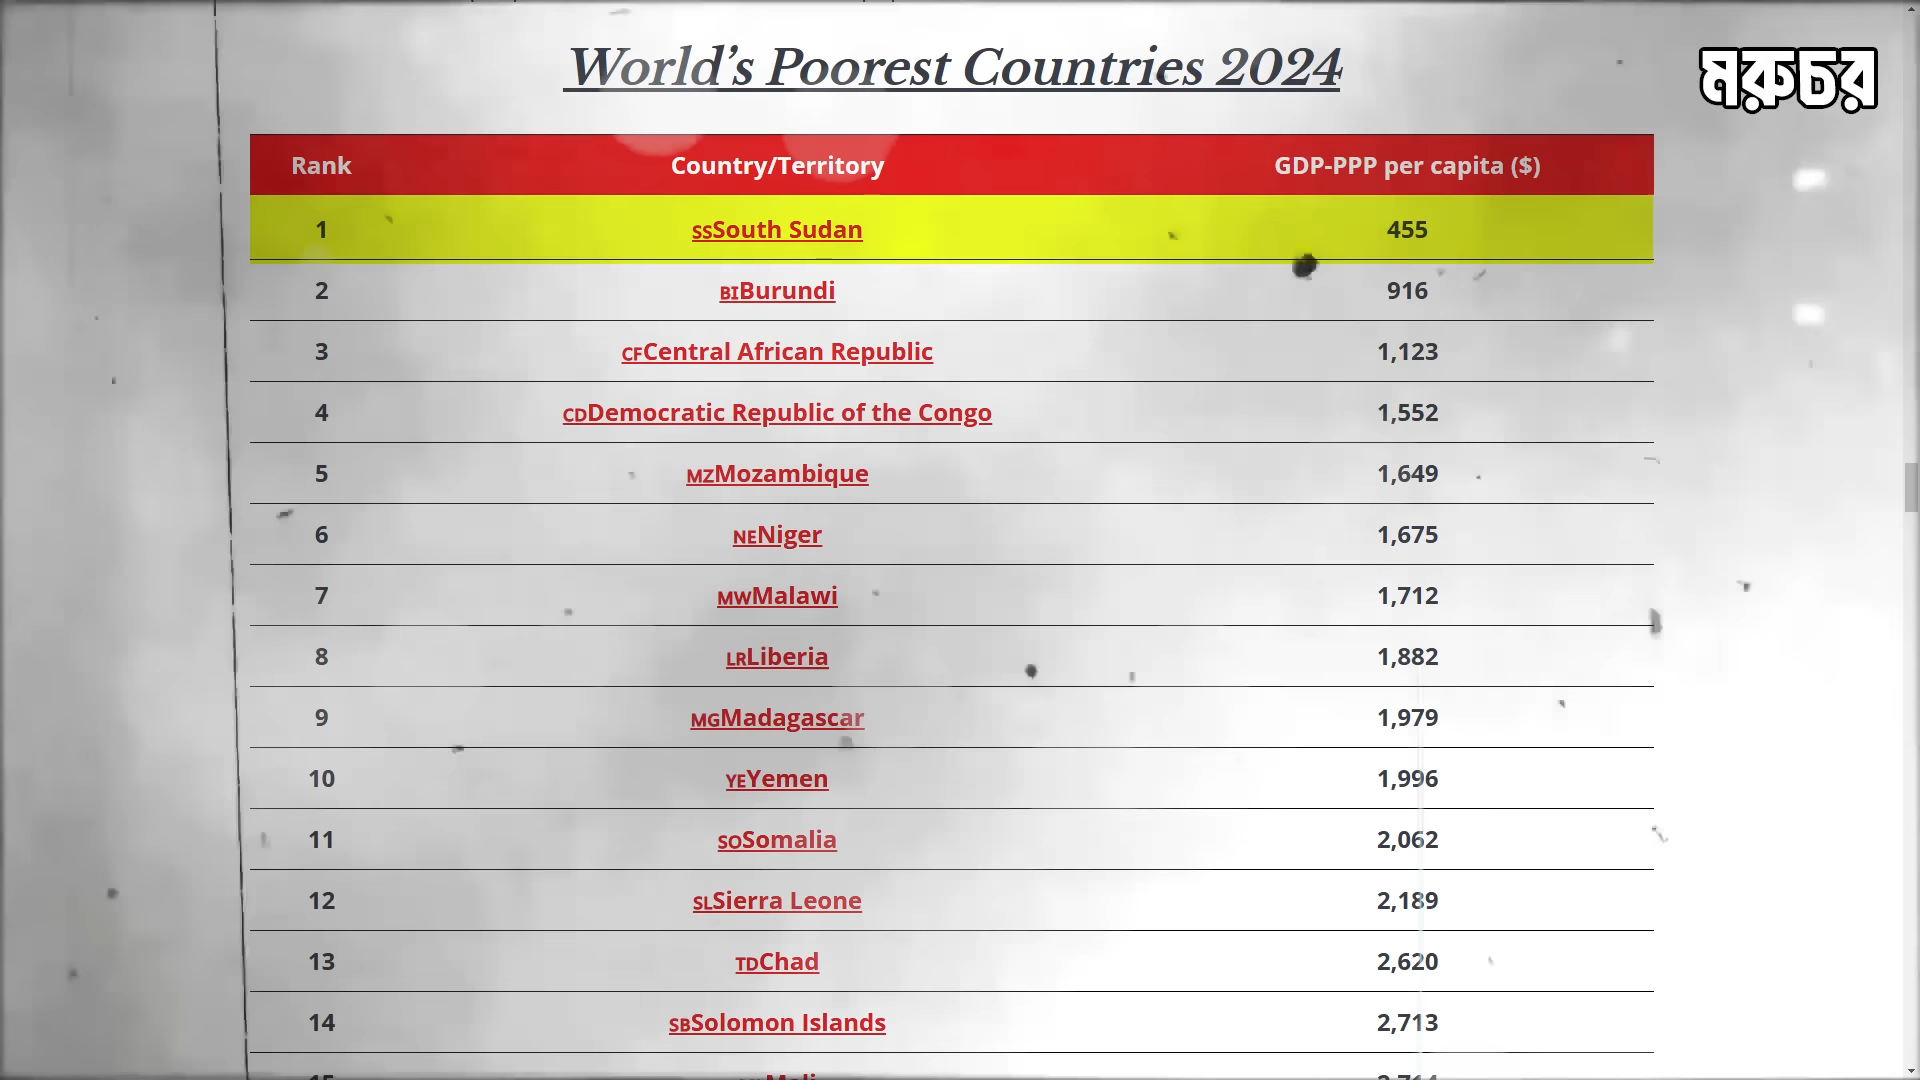 World's Poorest Countries 2024
মরুচর
Rank Country/Territory GDP-PPP per capita ($)
1 SSSouth Sudan 455
2 BIBurundi 916
3 CFCentral African Republic 1,123
4 CDDemocratic Republic of the Congo 1,552
5 MZMozambique 1,649
6 NENiger 1,675
7 MWMalawi 1,712
8 LRLiberia 1,882
9 MGMadagascar 1,979
10 YEYemen 1,996
11 SOSomalia 2,062
12 SLSierra Leone 2,189
13 TDChad 2,620
14 SBSolomon Islands 2,713